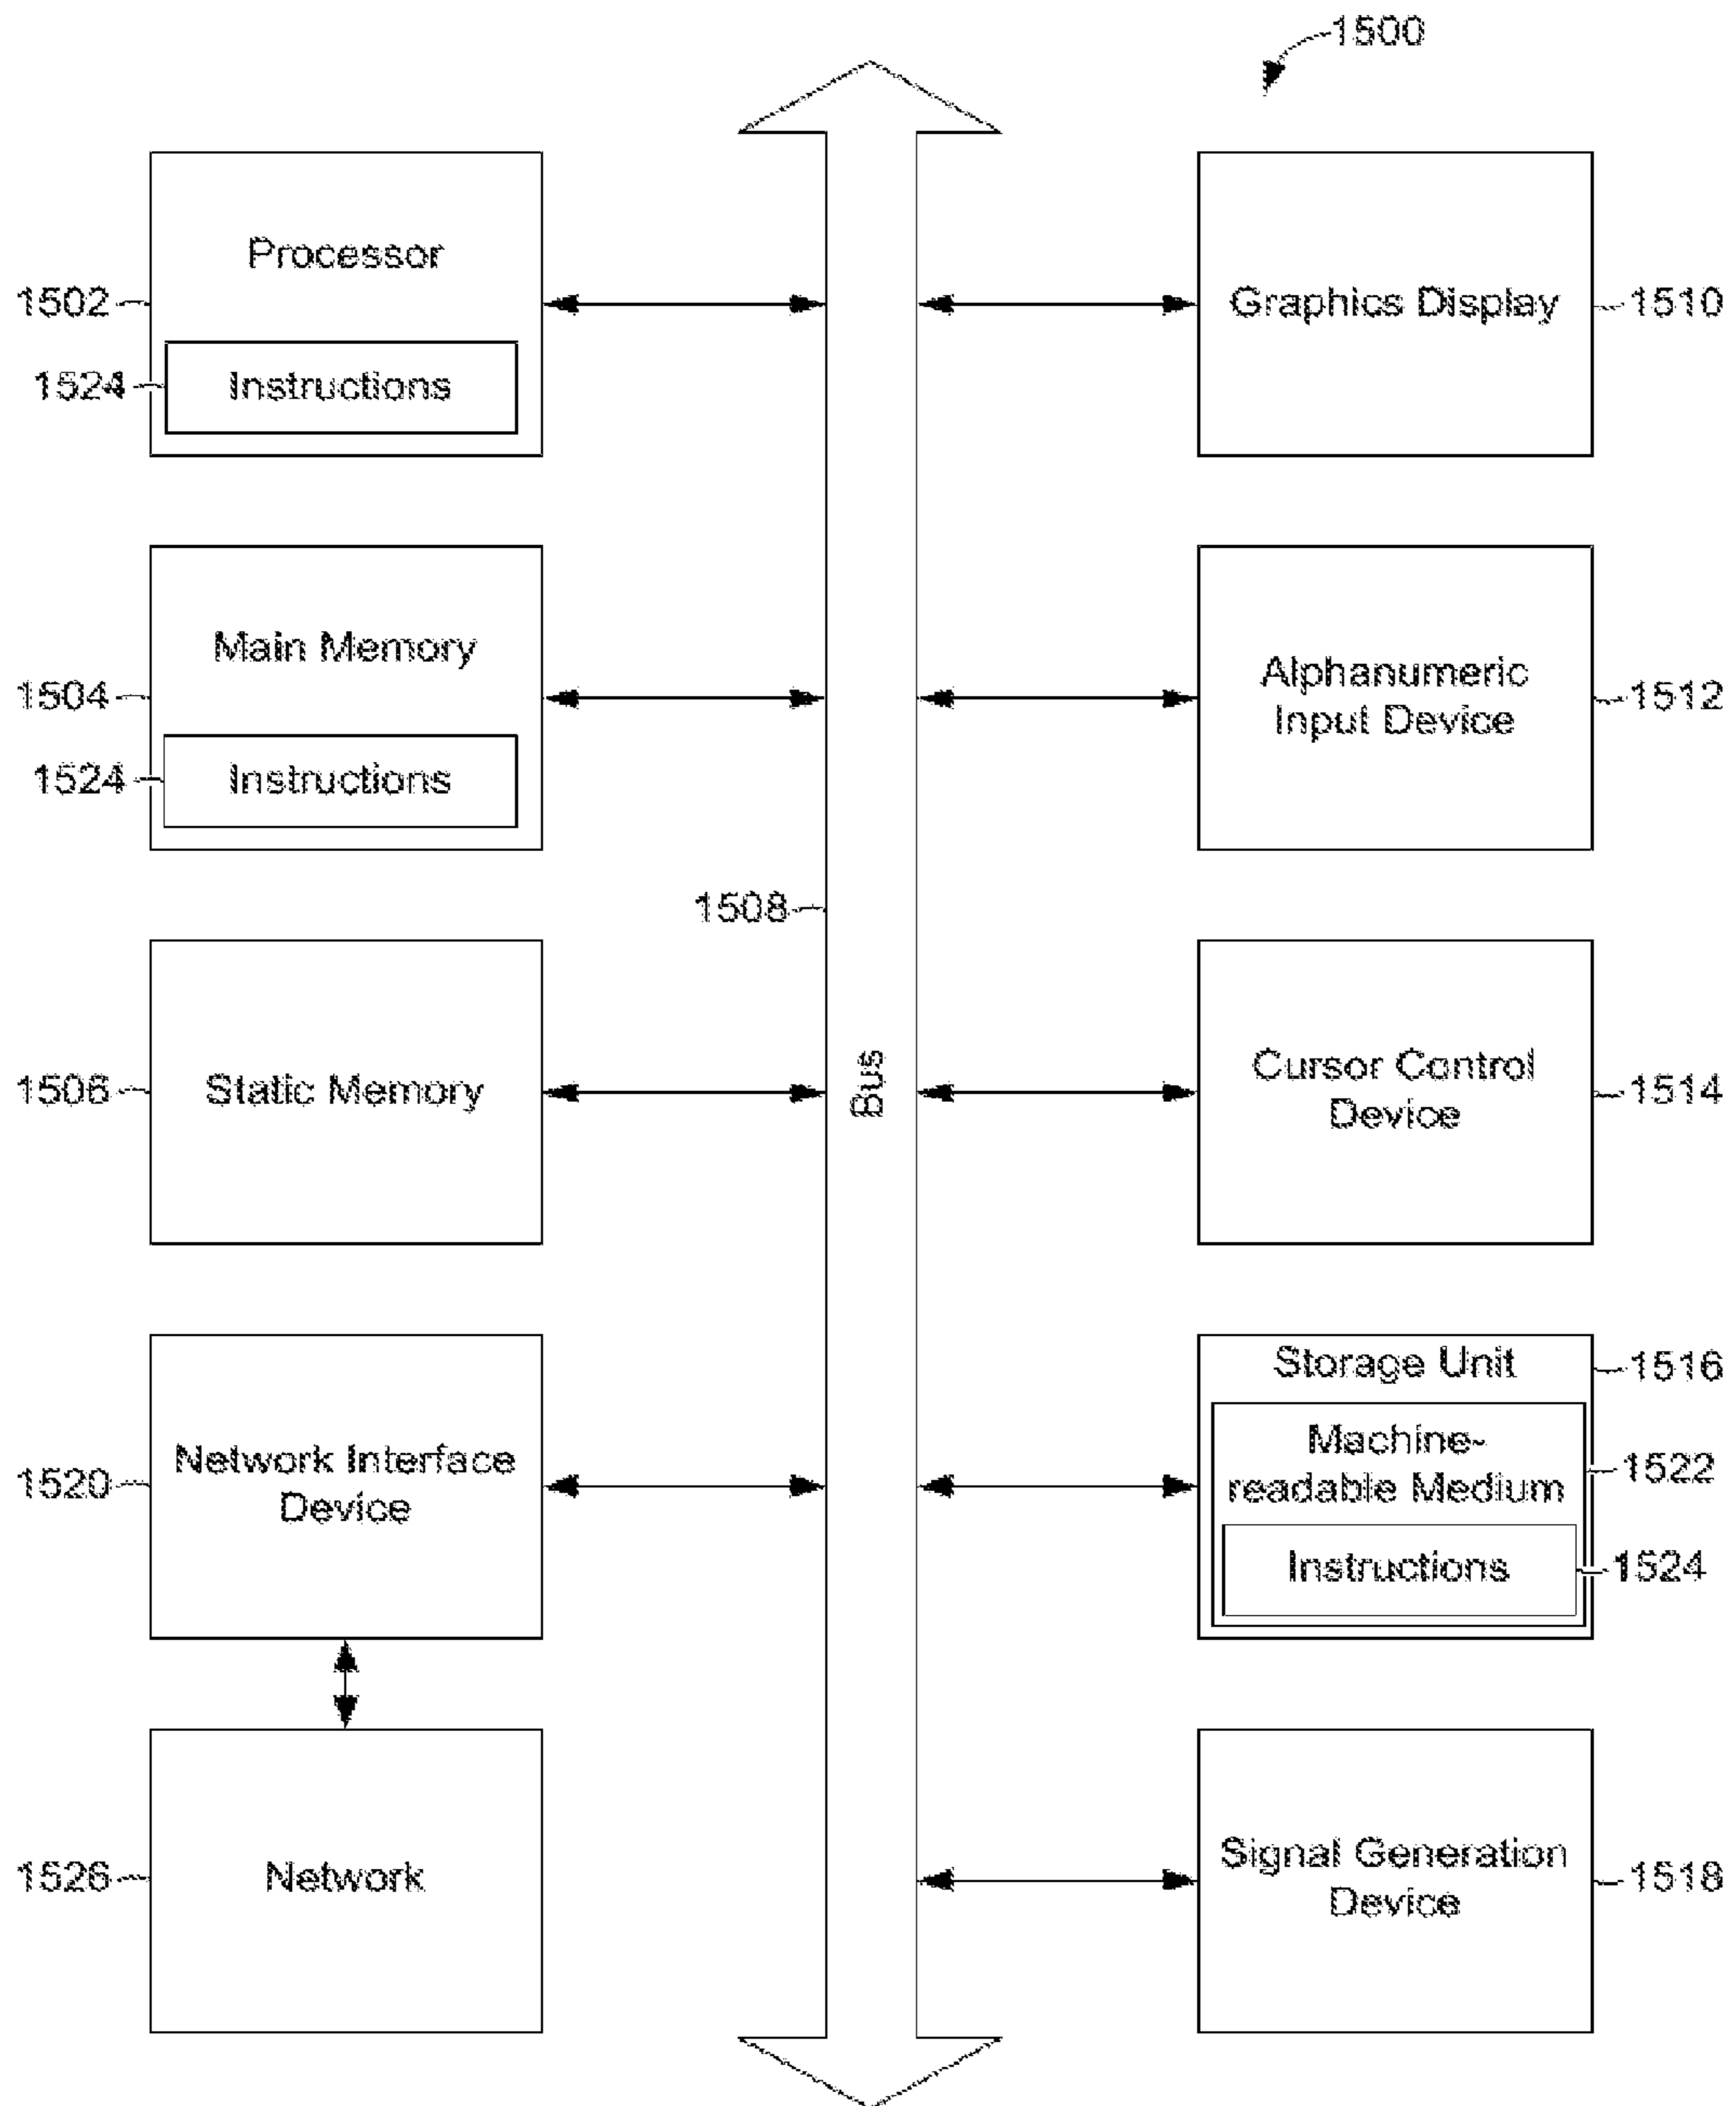 1500
Processor
1502
1524
Instructions
Graphics Display
1510
Main Memory
1504
1524
Instructions
Alphanumeric
Input Device
1512
1508
Bus
Static Memory
1506
Cursor Control
Device
1514
Network Interface
Device
1520
Storage Unit
1516
Machine-
readable Medium
1522
Instructions
1524
Network
1526
Signal Generation
Device
1518